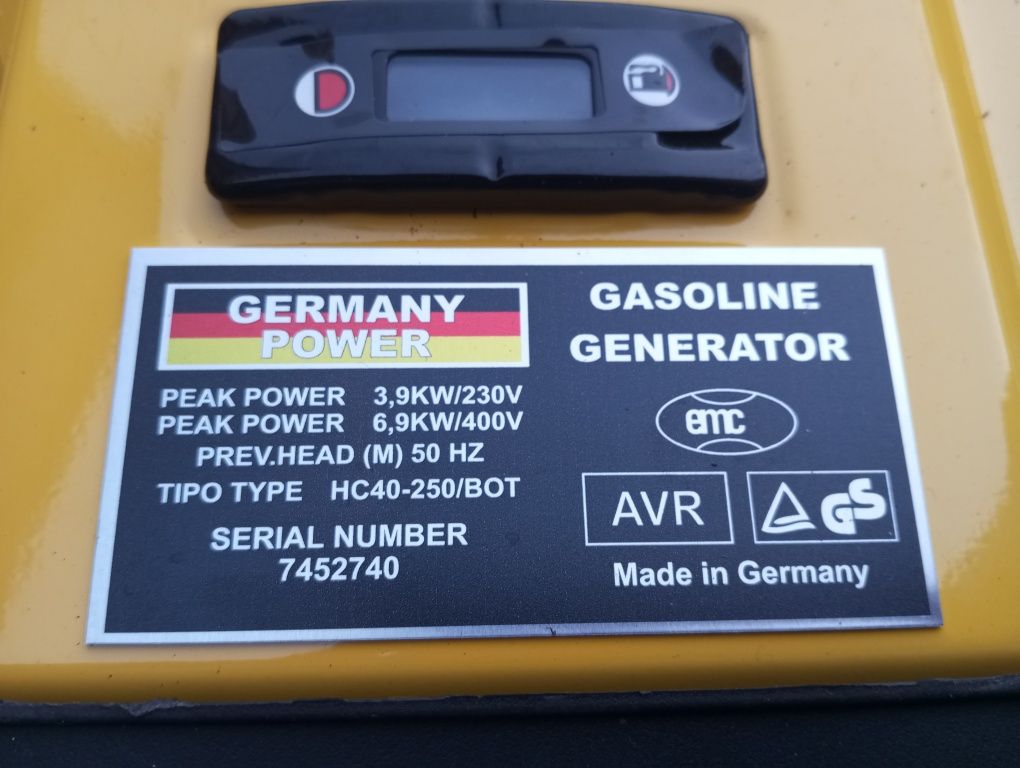 GERMANY
POWER
PEAK POWER 3,9KW/230V
PEAK POWER 6,9KW/400V
PREV.HEAD (M) 50 HZ
TIPO TYPE HC40-250/BOT
SERIAL NUMBER
7452740
GASOLINE
GENERATOR
emc
AVR
GS
Made in Germany